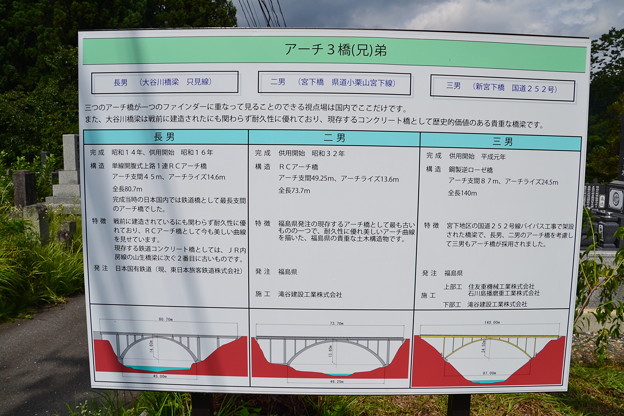 アーチ３橋(兄)弟
長男 （大谷川橋梁 只見線）
二男 （宮下橋 県道小栗山宮下線）
三男 （新宮下橋 国道２５２号）
三つのアーチ橋が一つのファインダーに重なって見ることのできる視点場は国内でここだけです。
また、大谷川橋梁は戦前に建造されたにも関わらず耐久性に優れており、現存するコンクリート橋として歴史的価値のある貴重な橋梁です。
長男
完成 昭和１４年、供用開始 昭和１６年
構造 単線開腹式上路１連ＲＣアーチ橋
アーチ支間４５ｍ、アーチライズ14.6m
全長80.7m
完成当時の日本国内では鉄道橋として最長支間のアーチ橋でした。
特徴 戦前に建造されているにも関わらず耐久性に優
れており、ＲＣアーチ橋として今も美しい曲線
を見せています。
現存する鉄道コンクリート橋としては、ＪＲ内
房線の山生橋梁に次ぐ２番目に古いものです。
発注 日本国有鉄道（現、東日本旅客鉄道株式会社）
80.70m
14.60m
45.00m
二男
完成 供用開始 昭和３２年
構造 ＲＣアーチ橋
アーチ支間49.25m、アーチライズ13.6m
全長73.7m
特徴 福島県発注の現存するアーチ橋として最も古い
ものの一つで、耐久性に優れ美しいアーチ曲線
を描いた、福島県の貴重な土木構造物です。
発注 福島県
施工 滝谷建設工業株式会社
73.70m
13.60m
49.25m
三男
完成 供用開始 平成元年
構造 鋼製逆ローゼ橋
アーチ支間８７ｍ、アーチライズ24.5m
全長140m
特徴 宮下地区の国道２５２号線バイパス工事で架設
された橋梁で、長男、二男のアーチ橋を考慮し
て三男もアーチ橋が採用されました。
発注 福島県
施工 上部工 住友重機械工業株式会社
石川島播磨重工業株式会社
下部工 滝谷建設工業株式会社
140.00m
24.50m
87.00m